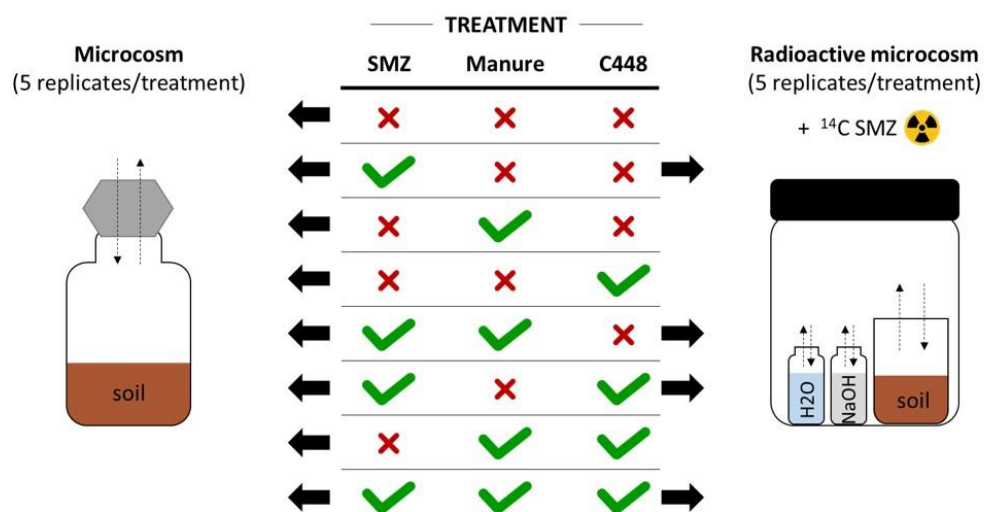 TREATMENT
Microcosm
(5 replicates/treatment)
SMZ Manure C448
Radioactive microcosm
(5 replicates/treatment)
+ ¹⁴C SMZ
soil
H2O
NaOH
soil